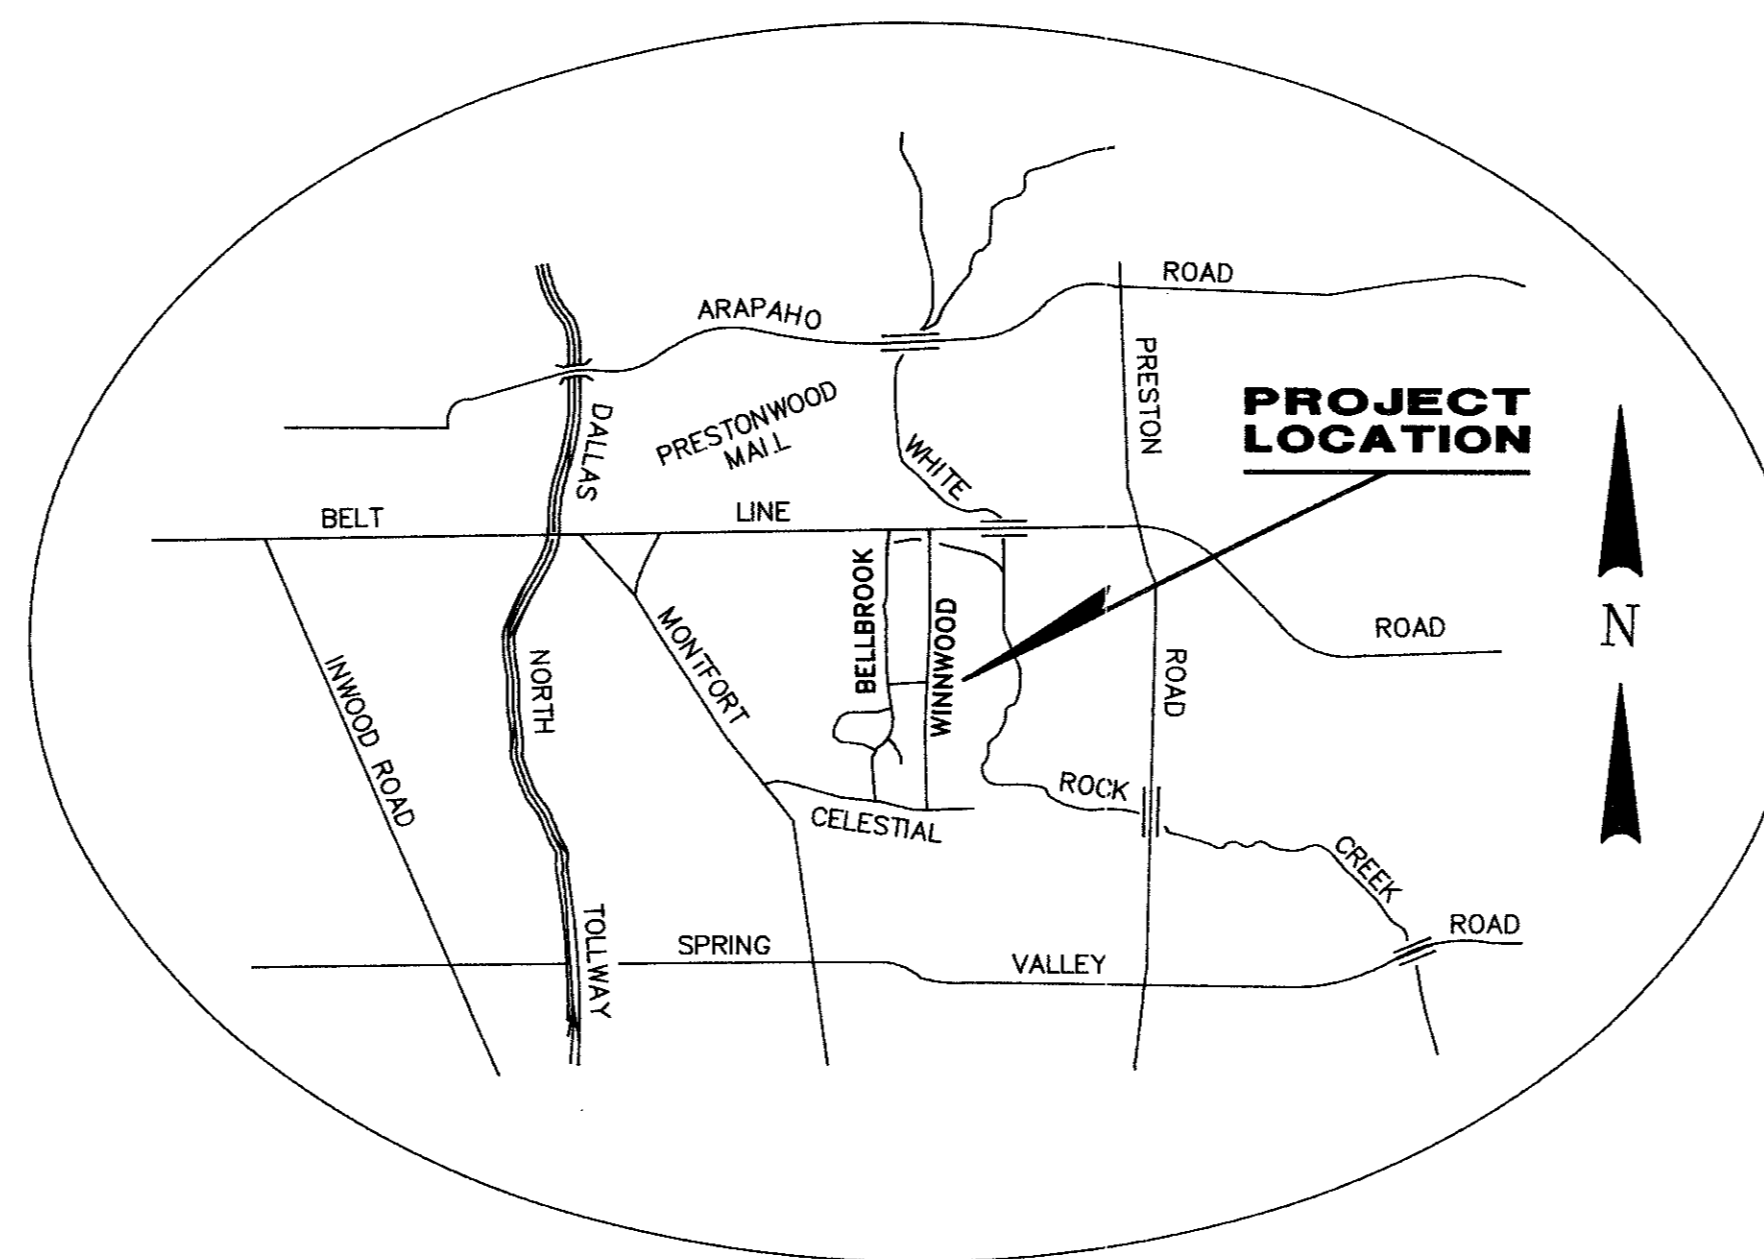 ROAD
ARAPAHO
PRESTON
PROJECT
LOCATION
PRESTONWOOD
MALL
DALLAS
WHITE
BELT
LINE
BELLBROOK
WINNWOOD
MONTFORT
N
ROAD
INWOOD ROAD
NORTH
ROAD
ROCK
CELESTIAL
CREEK
TOLLWAY
SPRING
VALLEY
ROAD